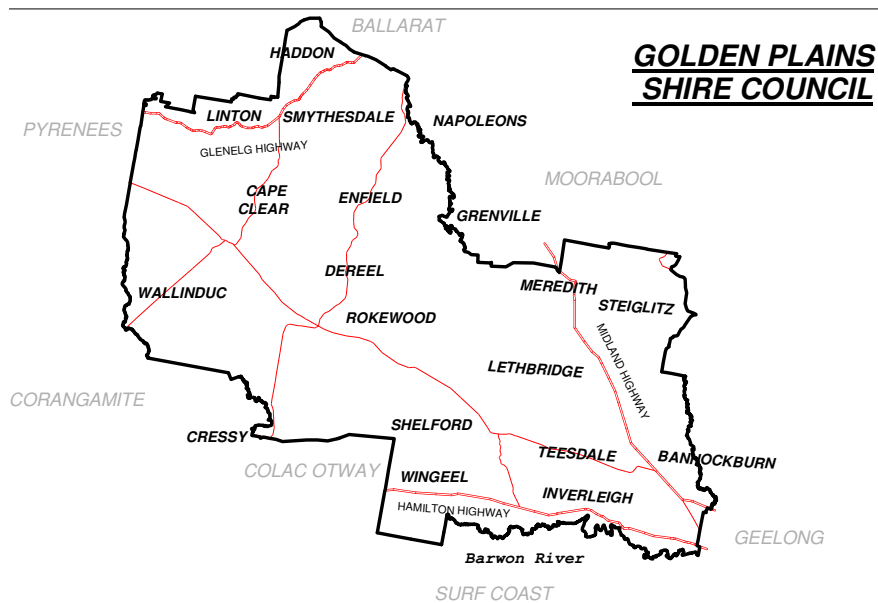 BALLARAT
GOLDEN PLAINS
SHIRE COUNCIL
HADDON
LINTON
SMYTHESDALE
NAPOLEONS
PYRENEES
GLENELG HIGHWAY
MOORABOOL
CAPE
CLEAR
ENFIELD
GRENVILLE
DEREEL
MEREDITH
WALLINDUC
STEIGLITZ
ROKEWOOD
MIDLAND HIGHWAY
LETHBRIDGE
CORANGAMITE
SHELFORD
CRESSY
TEESDALE
BANNOCKBURN
COLAC OTWAY
WINGEEL
INVERLEIGH
HAMILTON HIGHWAY
GEELONG
Barwon River
SURF COAST